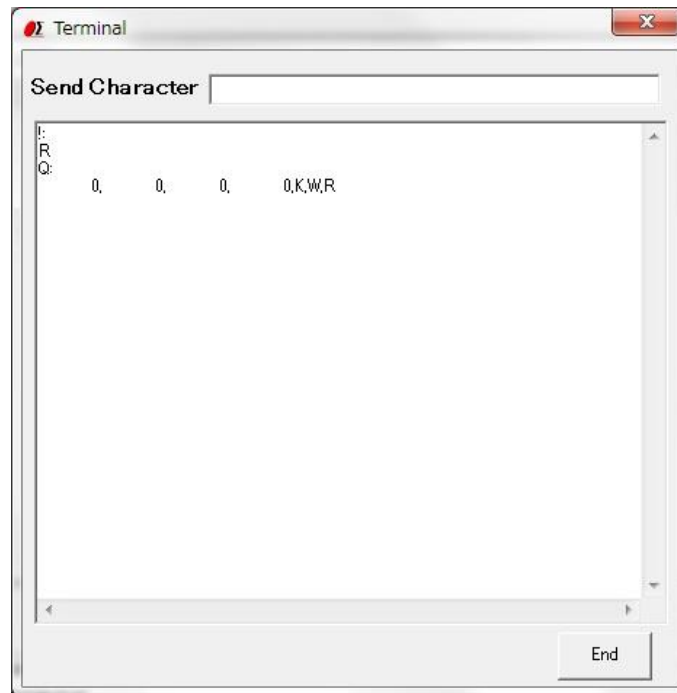 Terminal
Send Character
!:
R
Q:
0, 0, 0, 0,K,W,R
End